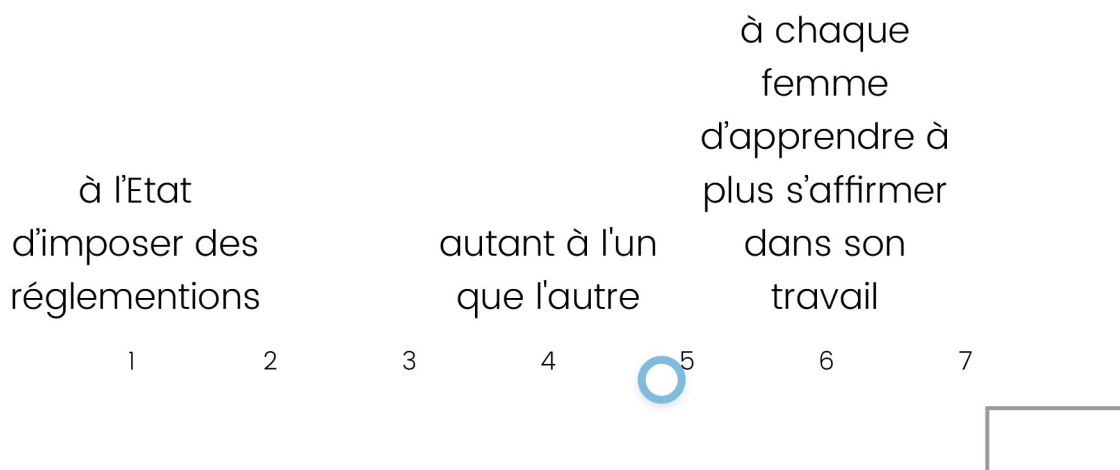 à l'Etat
d'imposer des
réglementions
autant à l'un
que l'autre
à chaque
femme
d'apprendre à
plus s'affirmer
dans son
travail
1 2 3 4 5 6 7